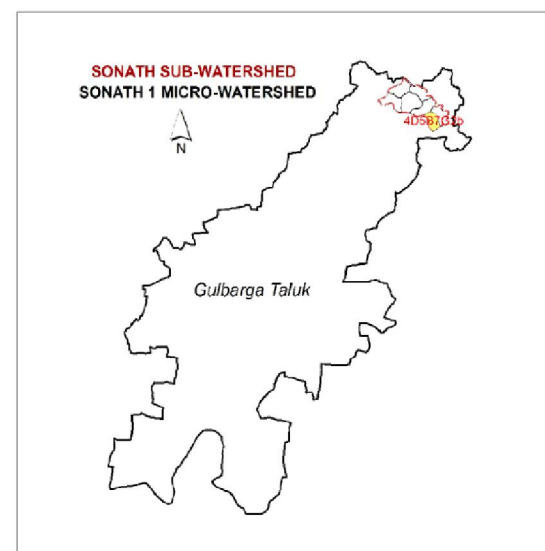 SONATH SUB-WATERSHED
SONATH 1 MICRO-WATERSHED
N
Gulbarga Taluk